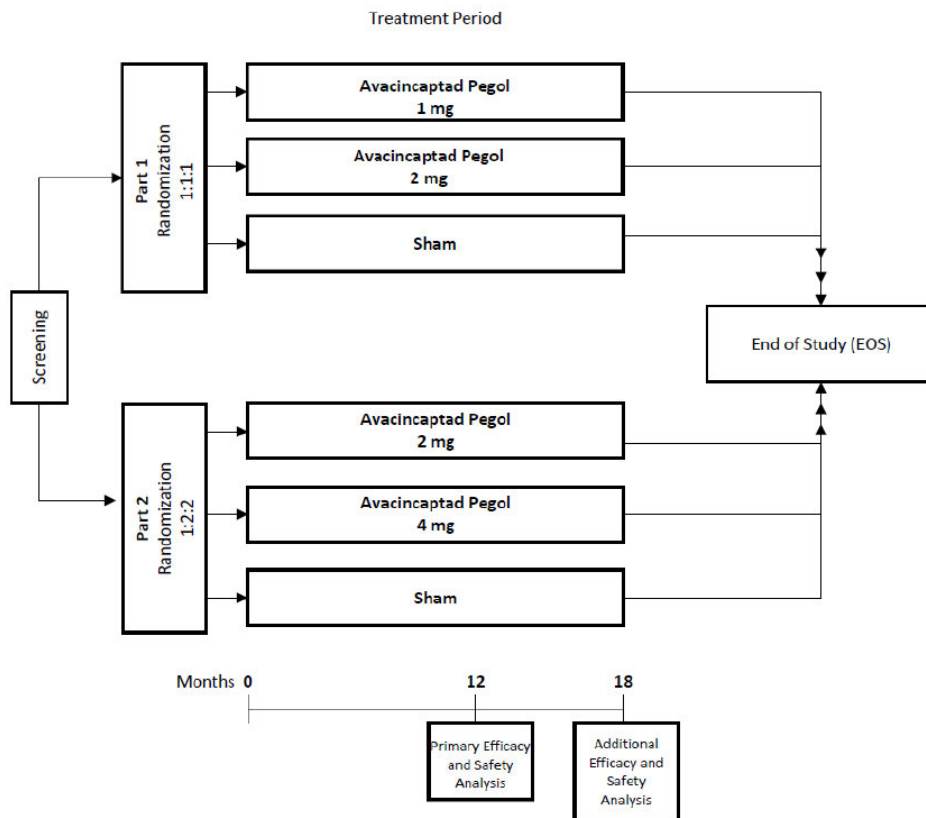 Treatment Period
Part 1
Randomization
1:1:1
Avacincaptad Pegol
1 mg
Avacincaptad Pegol
2 mg
Sham
Screening
End of Study (EOS)
Part 2
Randomization
1:2:2
Avacincaptad Pegol
2 mg
Avacincaptad Pegol
4 mg
Sham
Months 0 12 18
Primary Efficacy
and Safety
Analysis
Additional
Efficacy and
Safety
Analysis